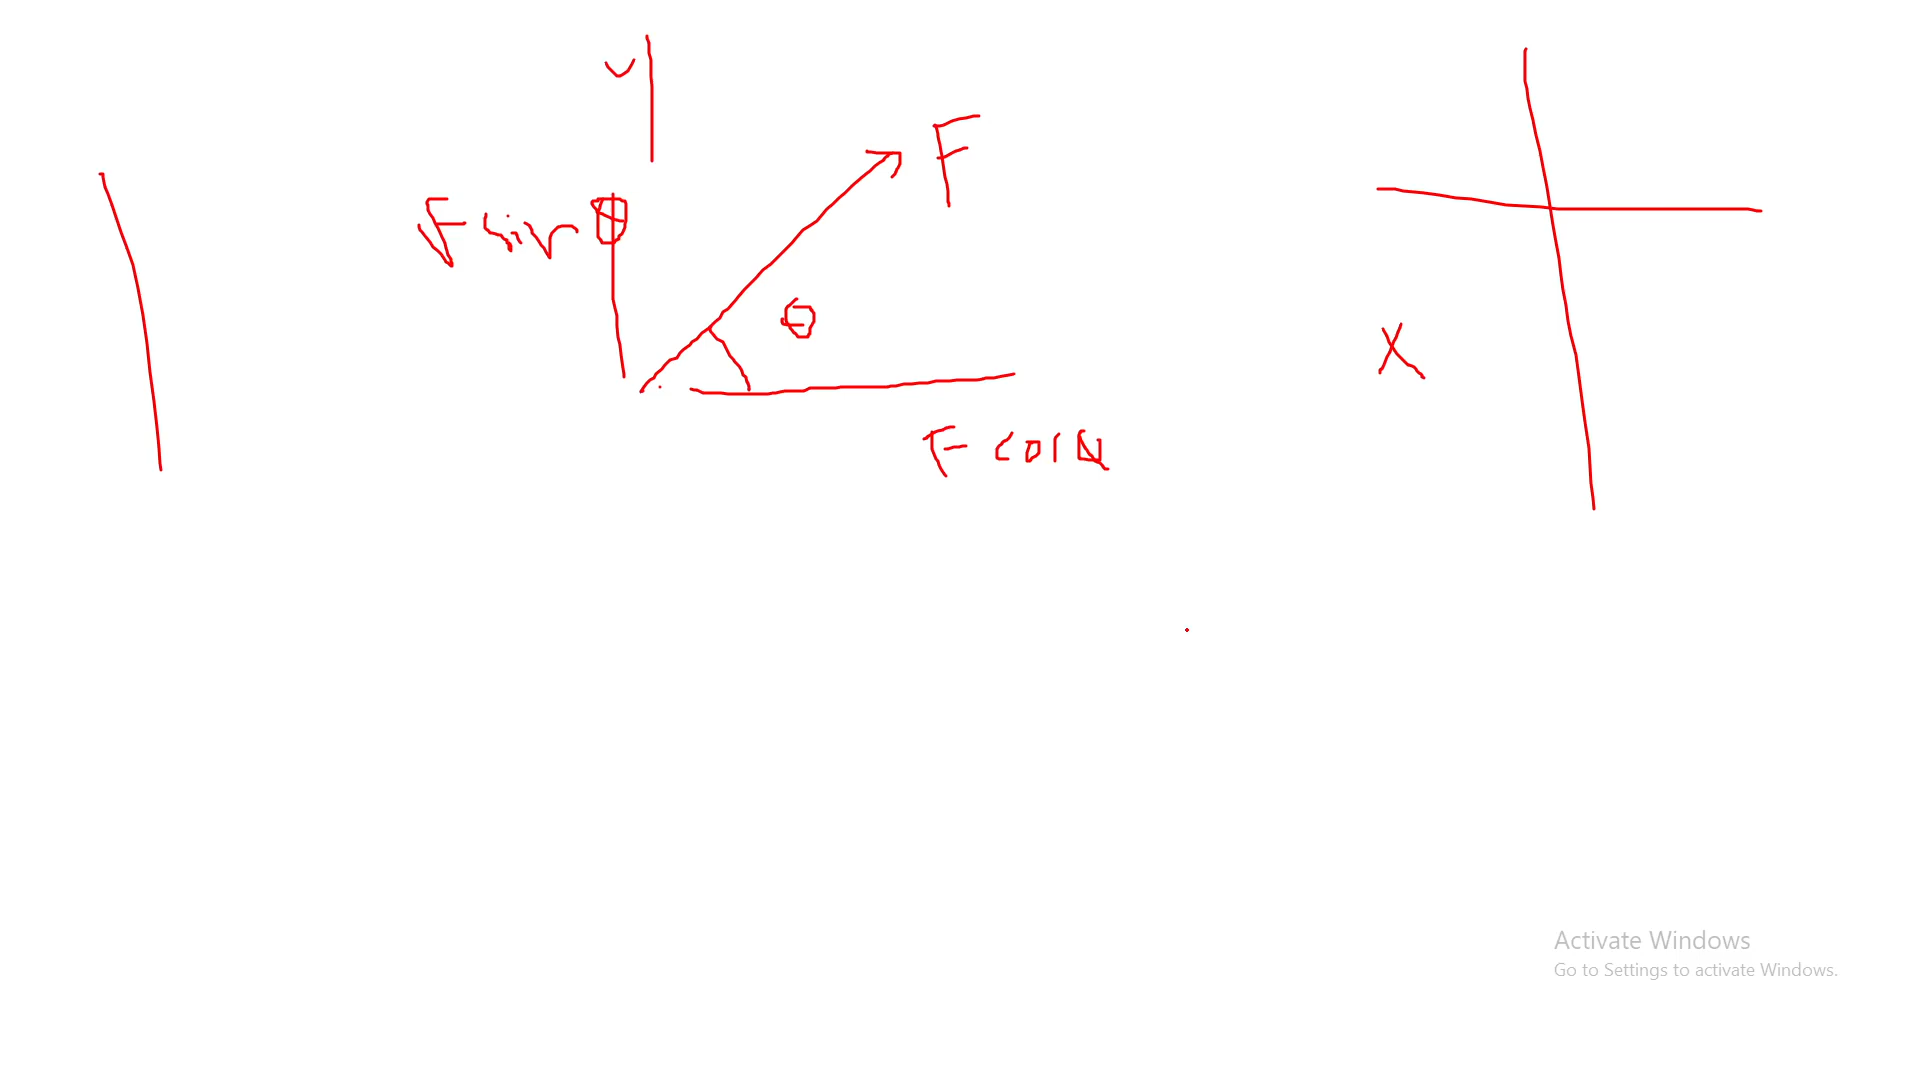 y
F
F sin θ
θ
X
F cos θ
Activate Windows
Go to Settings to activate Windows.